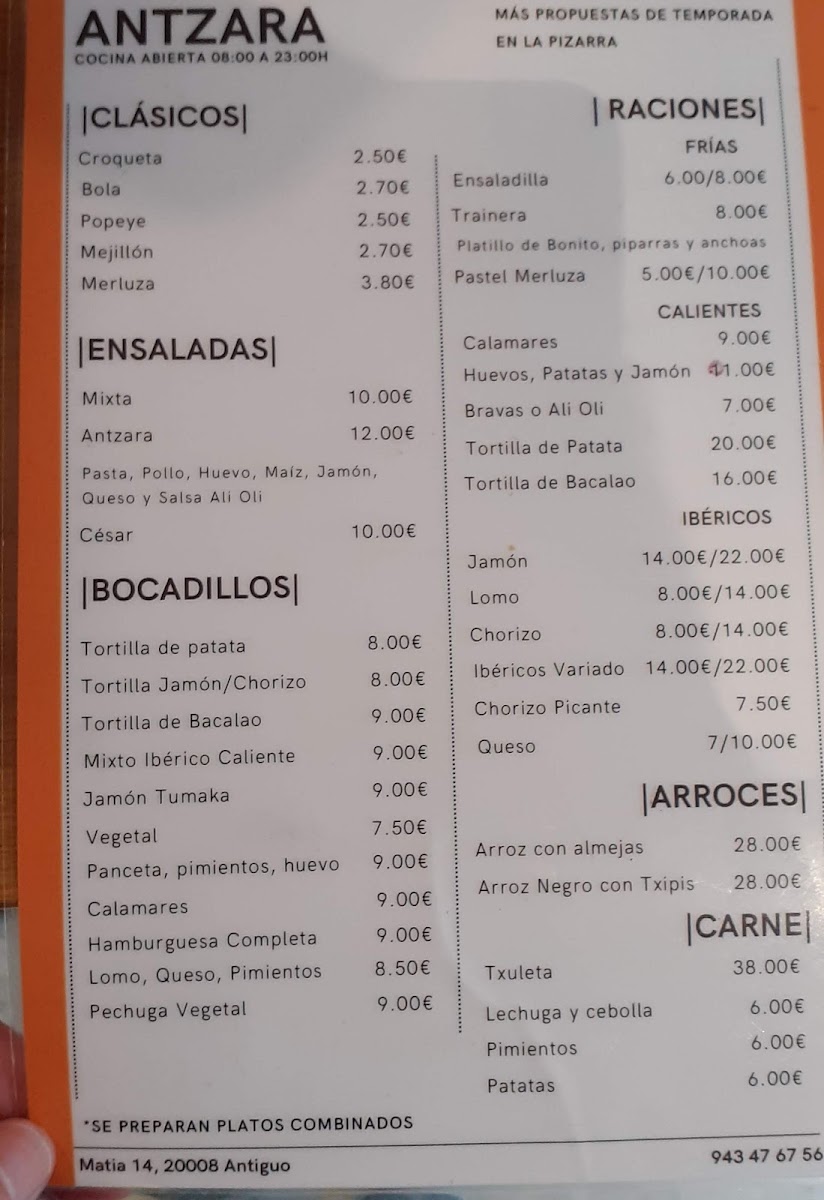 ANTZARA
COCINA ABIERTA 08:00 A 23:00H
MÁS PROPUESTAS DE TEMPORADA
EN LA PIZARRA
|CLÁSICOS|
Croqueta 2.50€
Bola 2.70€
Popeye 2.50€
Mejillón 2.70€
Merluza 3.80€
|ENSALADAS|
Mixta 10.00€
Antzara 12.00€
Pasta, Pollo, Huevo, Maíz, Jamón,
Queso y Salsa Ali Oli
César 10.00€
|BOCADILLOS|
Tortilla de patata 8.00€
Tortilla Jamón/Chorizo 8.00€
Tortilla de Bacalao 9.00€
Mixto Ibérico Caliente 9.00€
Jamón Tumaka 9.00€
Vegetal 7.50€
Panceta, pimientos, huevo 9.00€
Calamares 9.00€
Hamburguesa Completa 9.00€
Lomo, Queso, Pimientos 8.50€
Pechuga Vegetal 9.00€
| RACIONES|
FRÍAS
Ensaladilla 6.00/8.00€
Trainera 8.00€
Platillo de Bonito, piparras y anchoas
Pastel Merluza 5.00€/10.00€
CALIENTES
Calamares 9.00€
Huevos, Patatas y Jamón 11.00€
Bravas o Ali Oli 7.00€
Tortilla de Patata 20.00€
Tortilla de Bacalao 16.00€
IBÉRICOS
Jamón 14.00€/22.00€
Lomo 8.00€/14.00€
Chorizo 8.00€/14.00€
Ibéricos Variado 14.00€/22.00€
Chorizo Picante 7.50€
Queso 7/10.00€
|ARROCES|
Arroz con almejas 28.00€
Arroz Negro con Txipis 28.00€
|CARNE|
Txuleta 38.00€
Lechuga y cebolla 6.00€
Pimientos 6.00€
Patatas 6.00€
*SE PREPARAN PLATOS COMBINADOS
Matia 14, 20008 Antiguo
943 47 67 56